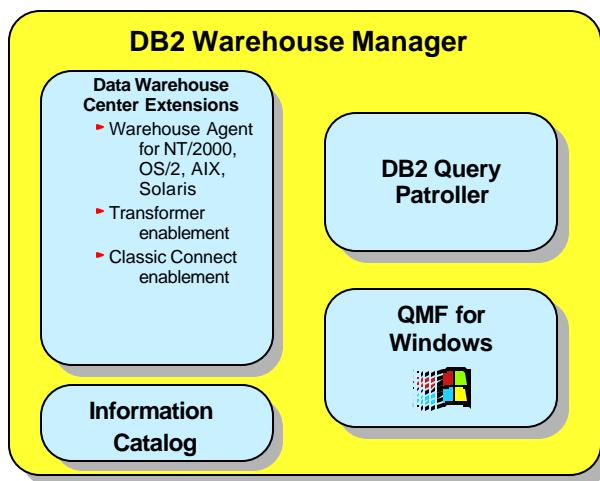 DB2 Warehouse Manager
Data Warehouse
Center Extensions
Warehouse Agent
for NT/2000,
OS/2, AIX,
Solaris
Transformer
enablement
Classic Connect
enablement
DB2 Query
Patroller
QMF for
Windows
Information
Catalog